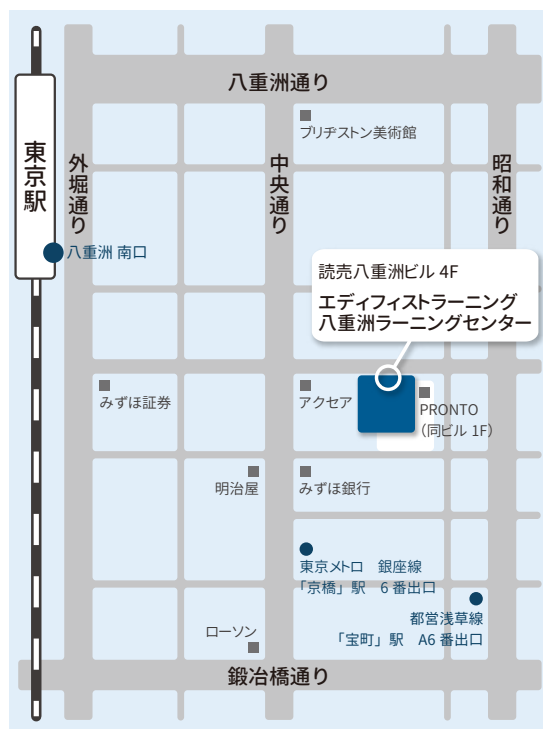 八重洲通り
ブリヂストン美術館
東京駅
外堀通り
中央通り
昭和通り
八重洲 南口
読売八重洲ビル 4F
エディフィストラーニング
八重洲ラーニングセンター
みずほ証券
アクセア
PRONTO
(同ビル 1F)
明治屋
みずほ銀行
東京メトロ　銀座線
「京橋」駅　6 番出口
都営浅草線
「宝町」駅　A6 番出口
ローソン
鍛冶橋通り